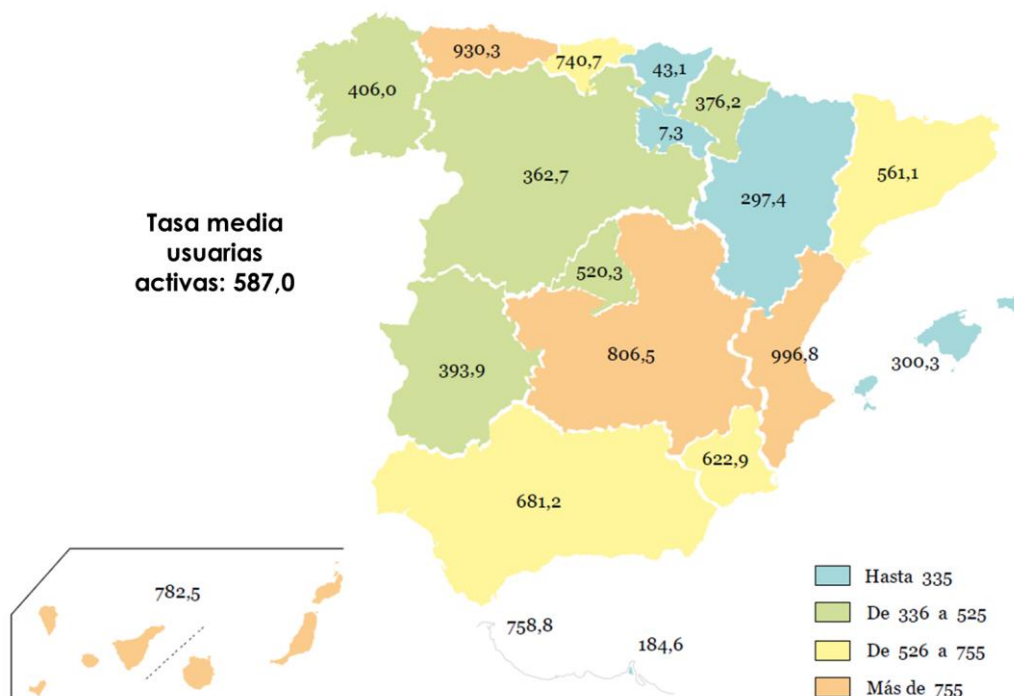 930,3
740,7
43,1
406,0
376,2
7,3
362,7
561,1
297,4
Tasa media
usuarias
activas: 587,0
520,3
806,5
996,8
300,3
393,9
622,9
681,2
Hasta 335
782,5
De 336 a 525
758,8
184,6
De 526 a 755
Más de 755